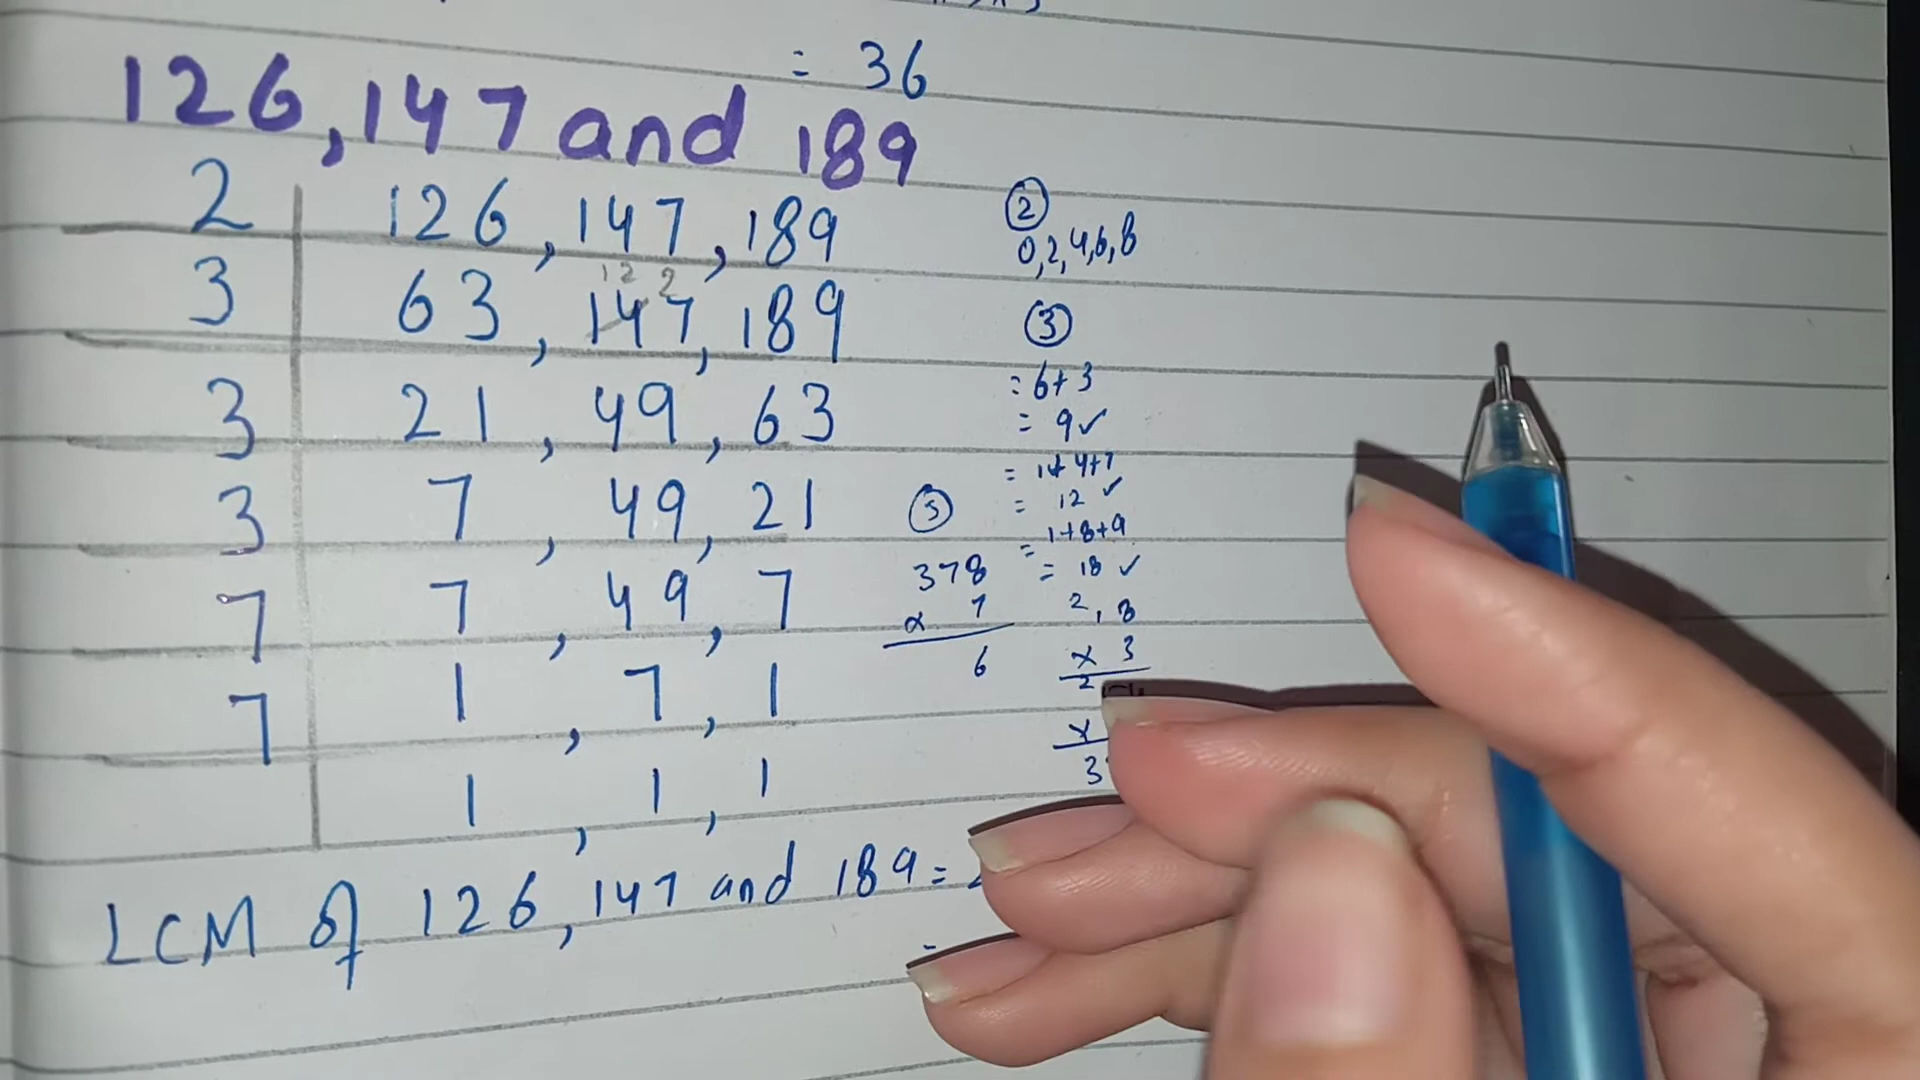 = 36
126, 147 and 189
2 126, 147, 189
12 2
3 63, 147, 189
3 21, 49, 63
3 7, 49, 21
7 7, 49, 7
7 1, 7, 1
1, 1, 1
LCM of 126, 147 and 189 =
=
②
0,2,4,6,8
③
= 6+3
= 9✓
= 1+4+7
= 12 ✓
= 1+8+9
= 18 ✓
378
x 7
6
x 3
2
x
3